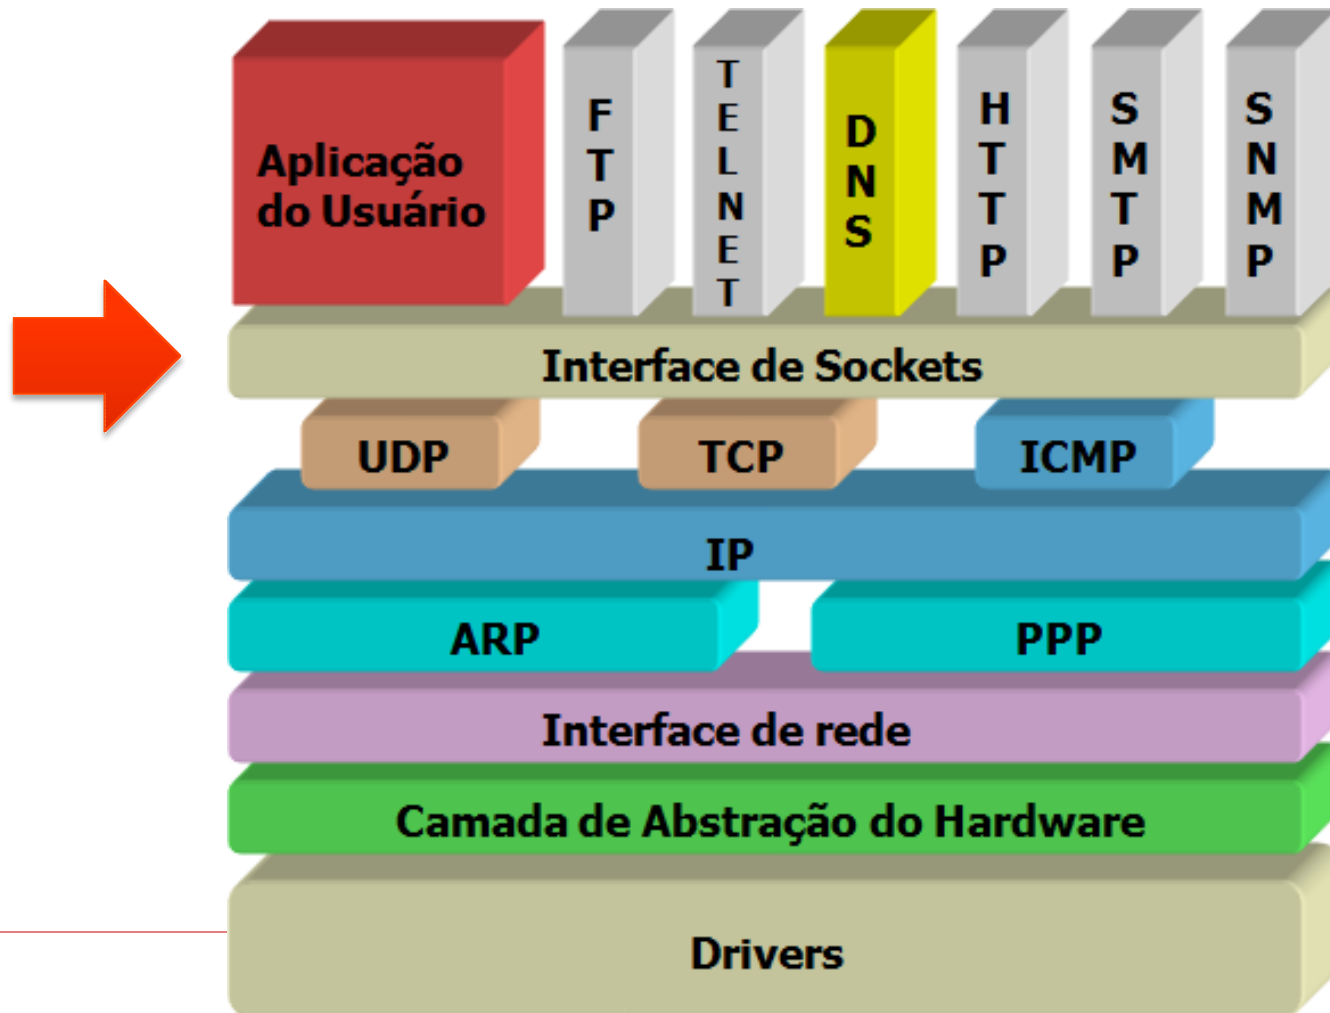 Aplicação
do Usuário
FTP
TELNET
DNS
HTTP
SMTP
SNMP
Interface de Sockets
UDP
TCP
ICMP
IP
ARP
PPP
Interface de rede
Camada de Abstração do Hardware
Drivers